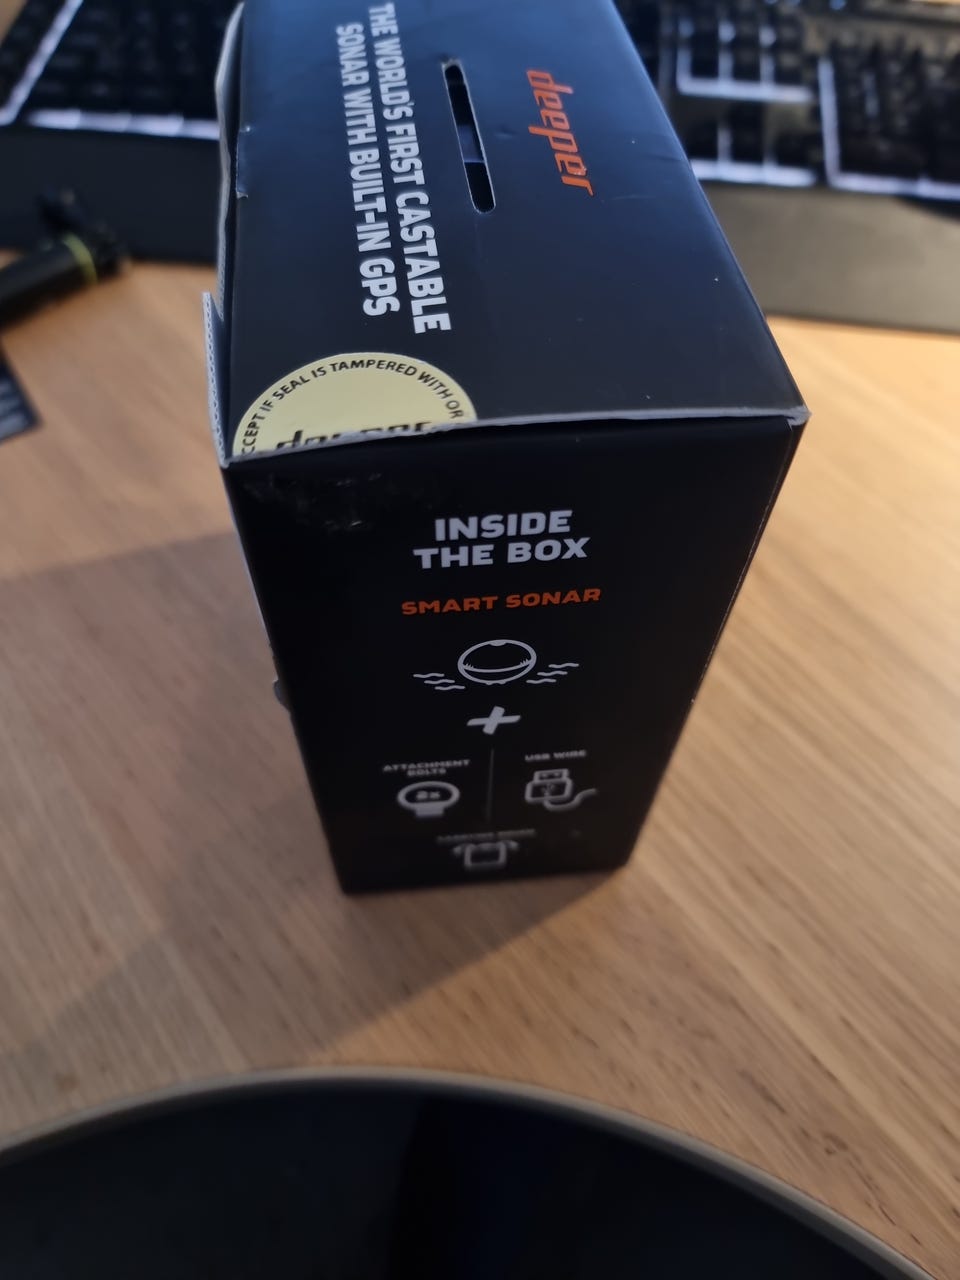 deeper
THE WORLD'S FIRST CASTABLE
SONAR WITH BUILT-IN GPS
CCEPT IF SEAL IS TAMPERED WITH OR
INSIDE
THE BOX
SMART SONAR
ATTACHMENT
BOLTS
USB WIRE
2x